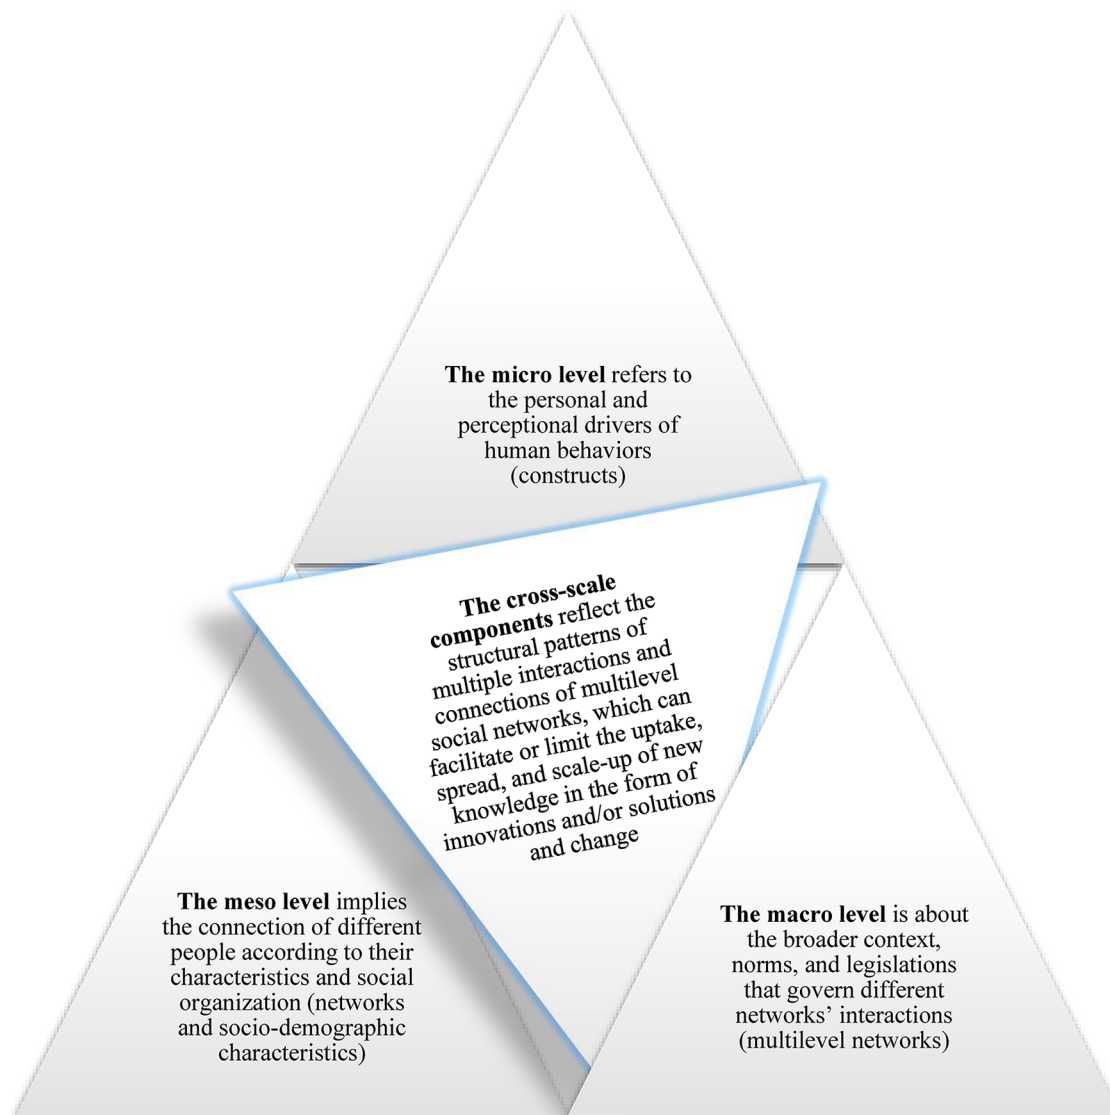 The micro level refers to
the personal and
perceptional drivers of
human behaviors
(constructs)
The cross-scale
components reflect the
structural patterns of
multiple interactions and
connections of multilevel
social networks, which can
facilitate or limit the uptake,
spread, and scale-up of new
knowledge in the form of
innovations and/or solutions
and change
The meso level implies
the connection of different
people according to their
characteristics and social
organization (networks
and socio-demographic
characteristics)
The macro level is about
the broader context,
norms, and legislations
that govern different
networks’ interactions
(multilevel networks)